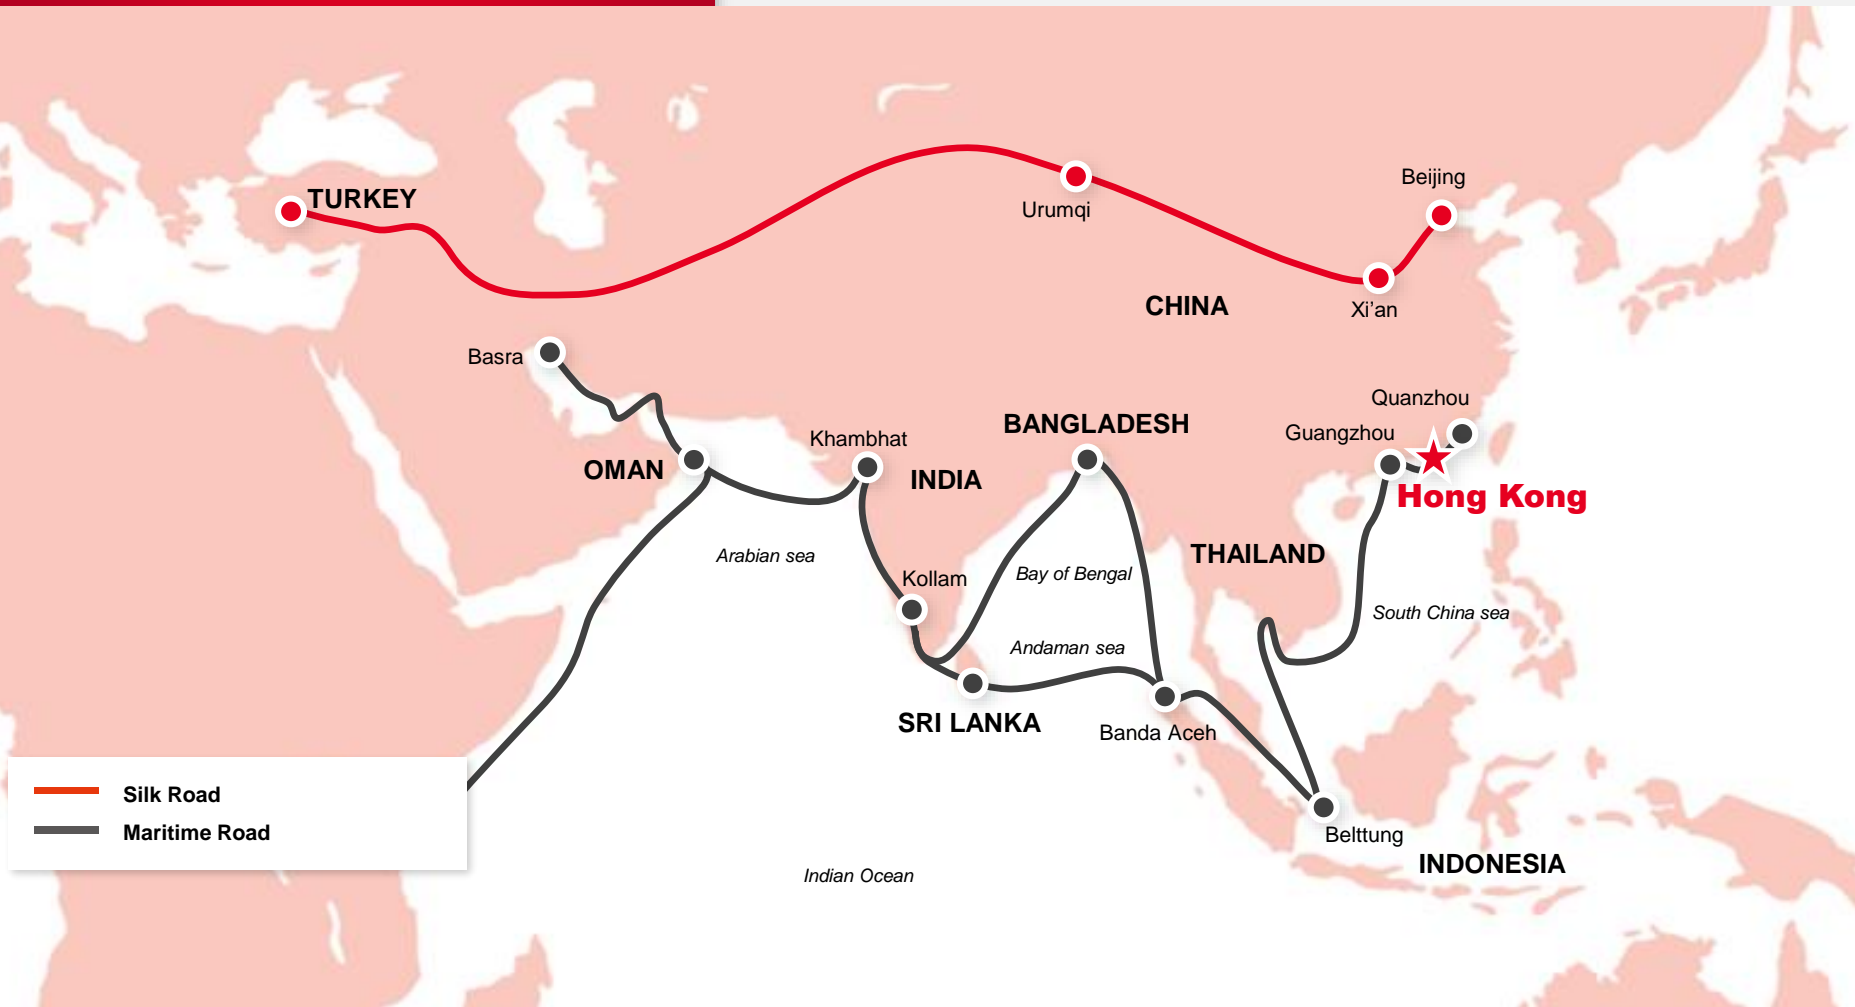 Beijing
TURKEY
Urumqi
CHINA
Xi'an
Basra
Quanzhou
BANGLADESH
Guangzhou
Khambhat
OMAN
INDIA
Hong Kong
Arabian sea
THAILAND
Bay of Bengal
Kollam
South China sea
Andaman sea
SRI LANKA
Banda Aceh
Silk Road
Maritime Road
Belttung
INDONESIA
Indian Ocean